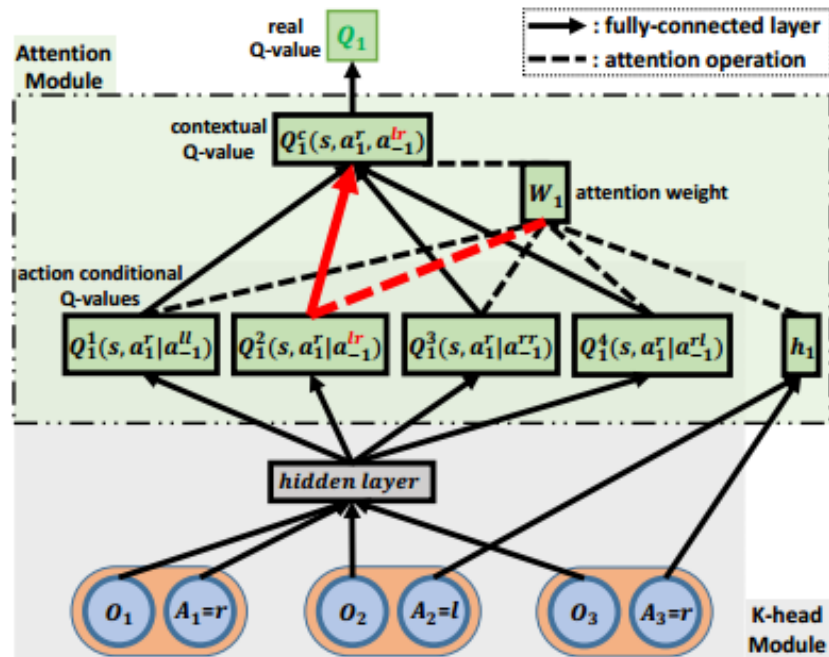 real
Q-value
Q₁
: fully-connected layer
: attention operation
Attention
Module
contextual
Q-value
Q₁ᶜ(s, a₁ʳ, a₋₁ˡʳ)
W₁
attention weight
action conditional
Q-values
Q₁¹(s, a₁ʳ|a₋₁ˡˡ)
Q₁²(s, a₁ʳ|a₋₁ˡʳ)
Q₁³(s, a₁ʳ|a₋₁ʳʳ)
Q₁⁴(s, a₁ʳ|a₋₁ʳˡ)
h₁
hidden layer
O₁
A₁=r
O₂
A₂=l
O₃
A₃=r
K-head
Module